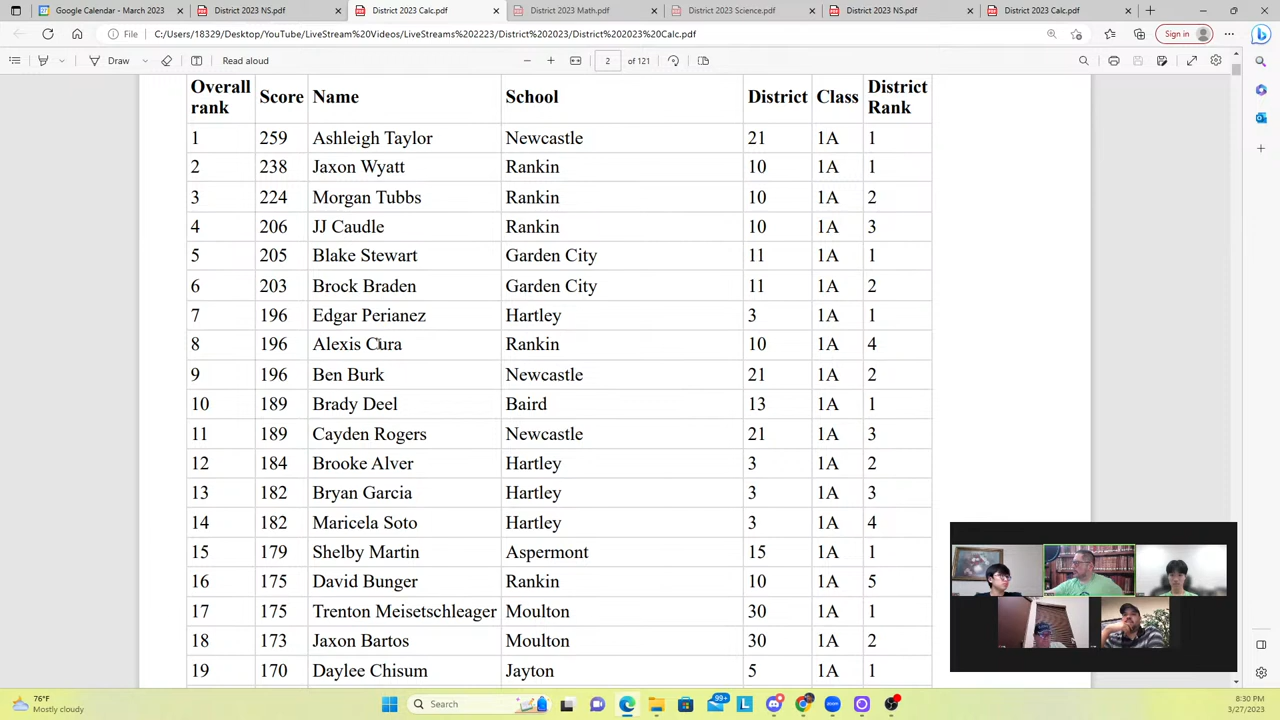 Google Calendar - March 2023
District 2023 NS.pdf
District 2023 Calc.pdf
District 2023 Math.pdf
District 2023 Science.pdf
District 2023 NS.pdf
District 2023 Calc.pdf
File
C:/Users/18329/Desktop/YouTube/LiveStream%20Videos/LiveStreams%202223/District%202023/District%202023%20Calc.pdf
Sign in
Draw
Read aloud
2
of 121
Overall rank Score Name School District Class District Rank
1 259 Ashleigh Taylor Newcastle 21 1A 1
2 238 Jaxon Wyatt Rankin 10 1A 1
3 224 Morgan Tubbs Rankin 10 1A 2
4 206 JJ Caudle Rankin 10 1A 3
5 205 Blake Stewart Garden City 11 1A 1
6 203 Brock Braden Garden City 11 1A 2
7 196 Edgar Perianez Hartley 3 1A 1
8 196 Alexis Cura Rankin 10 1A 4
9 196 Ben Burk Newcastle 21 1A 2
10 189 Brady Deel Baird 13 1A 1
11 189 Cayden Rogers Newcastle 21 1A 3
12 184 Brooke Alver Hartley 3 1A 2
13 182 Bryan Garcia Hartley 3 1A 3
14 182 Maricela Soto Hartley 3 1A 4
15 179 Shelby Martin Aspermont 15 1A 1
16 175 David Bunger Rankin 10 1A 5
17 175 Trenton Meisetschleager Moulton 30 1A 1
18 173 Jaxon Bartos Moulton 30 1A 2
19 170 Daylee Chisum Jayton 5 1A 1
76°F
Mostly cloudy
Search
99+
8:30 PM
3/27/2023